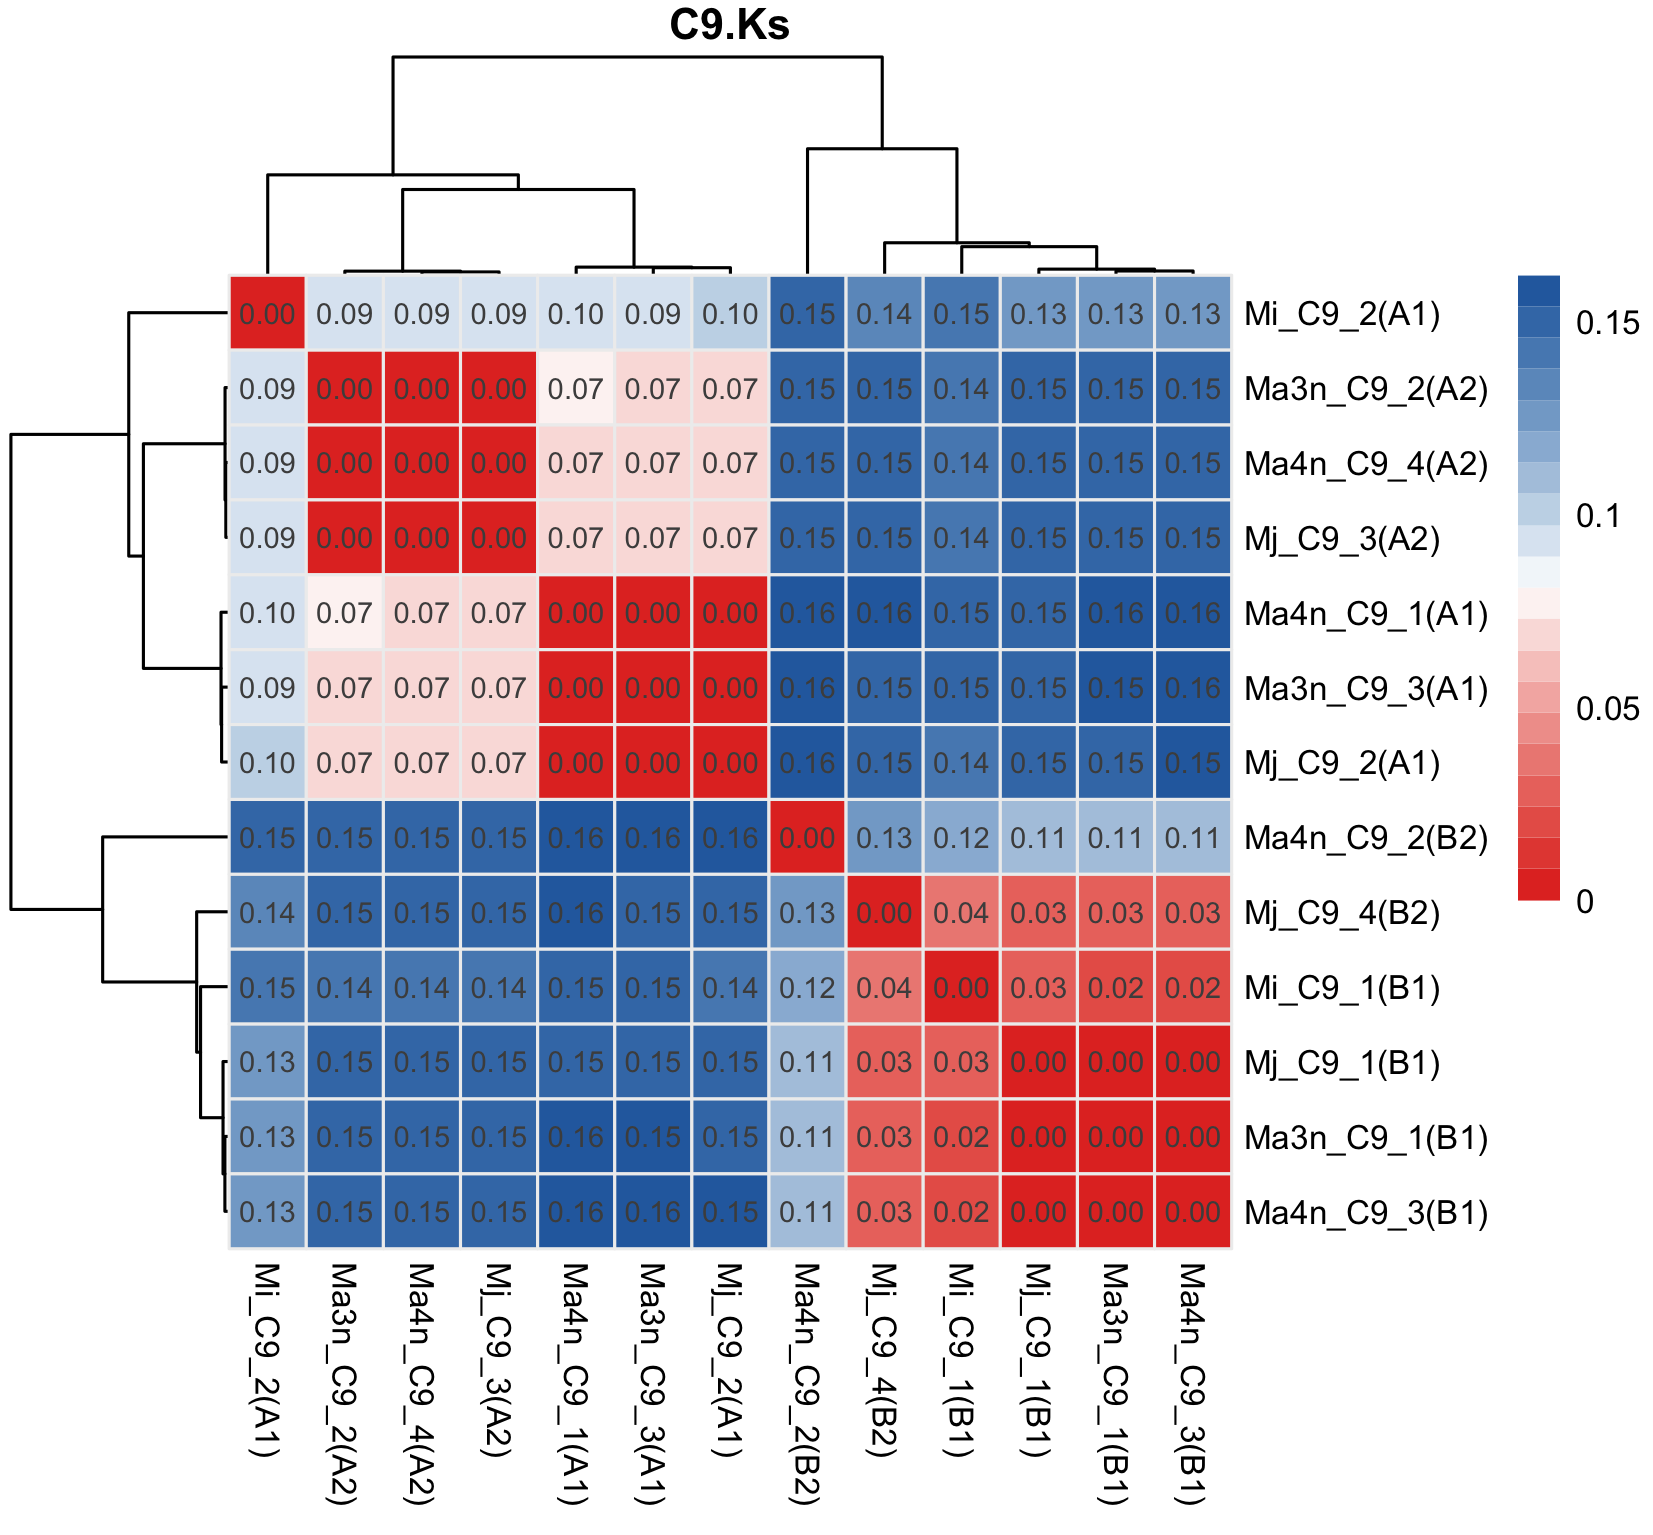 C9.Ks
0.00 0.09 0.09 0.09 0.10 0.09 0.10 0.15 0.14 0.15 0.13 0.13 0.13 Mi_C9_2(A1)
0.09 0.00 0.00 0.00 0.07 0.07 0.07 0.15 0.15 0.14 0.15 0.15 0.15 Ma3n_C9_2(A2)
0.09 0.00 0.00 0.00 0.07 0.07 0.07 0.15 0.15 0.14 0.15 0.15 0.15 Ma4n_C9_4(A2)
0.09 0.00 0.00 0.00 0.07 0.07 0.07 0.15 0.15 0.14 0.15 0.15 0.15 Mj_C9_3(A2)
0.10 0.07 0.07 0.07 0.00 0.00 0.00 0.16 0.16 0.15 0.15 0.16 0.16 Ma4n_C9_1(A1)
0.09 0.07 0.07 0.07 0.00 0.00 0.00 0.16 0.15 0.15 0.15 0.15 0.16 Ma3n_C9_3(A1)
0.10 0.07 0.07 0.07 0.00 0.00 0.00 0.16 0.15 0.14 0.15 0.15 0.15 Mj_C9_2(A1)
0.15 0.15 0.15 0.15 0.16 0.16 0.16 0.00 0.13 0.12 0.11 0.11 0.11 Ma4n_C9_2(B2)
0.14 0.15 0.15 0.15 0.16 0.15 0.15 0.13 0.00 0.04 0.03 0.03 0.03 Mj_C9_4(B2)
0.15 0.14 0.14 0.14 0.15 0.15 0.14 0.12 0.04 0.00 0.03 0.02 0.02 Mi_C9_1(B1)
0.13 0.15 0.15 0.15 0.15 0.15 0.15 0.11 0.03 0.03 0.00 0.00 0.00 Mj_C9_1(B1)
0.13 0.15 0.15 0.15 0.16 0.15 0.15 0.11 0.03 0.02 0.00 0.00 0.00 Ma3n_C9_1(B1)
0.13 0.15 0.15 0.15 0.16 0.16 0.15 0.11 0.03 0.02 0.00 0.00 0.00 Ma4n_C9_3(B1)
Mi_C9_2(A1)
Ma3n_C9_2(A2)
Ma4n_C9_4(A2)
Mj_C9_3(A2)
Ma4n_C9_1(A1)
Ma3n_C9_3(A1)
Mj_C9_2(A1)
Ma4n_C9_2(B2)
Mj_C9_4(B2)
Mi_C9_1(B1)
Mj_C9_1(B1)
Ma3n_C9_1(B1)
Ma4n_C9_3(B1)
0.15
0.1
0.05
0